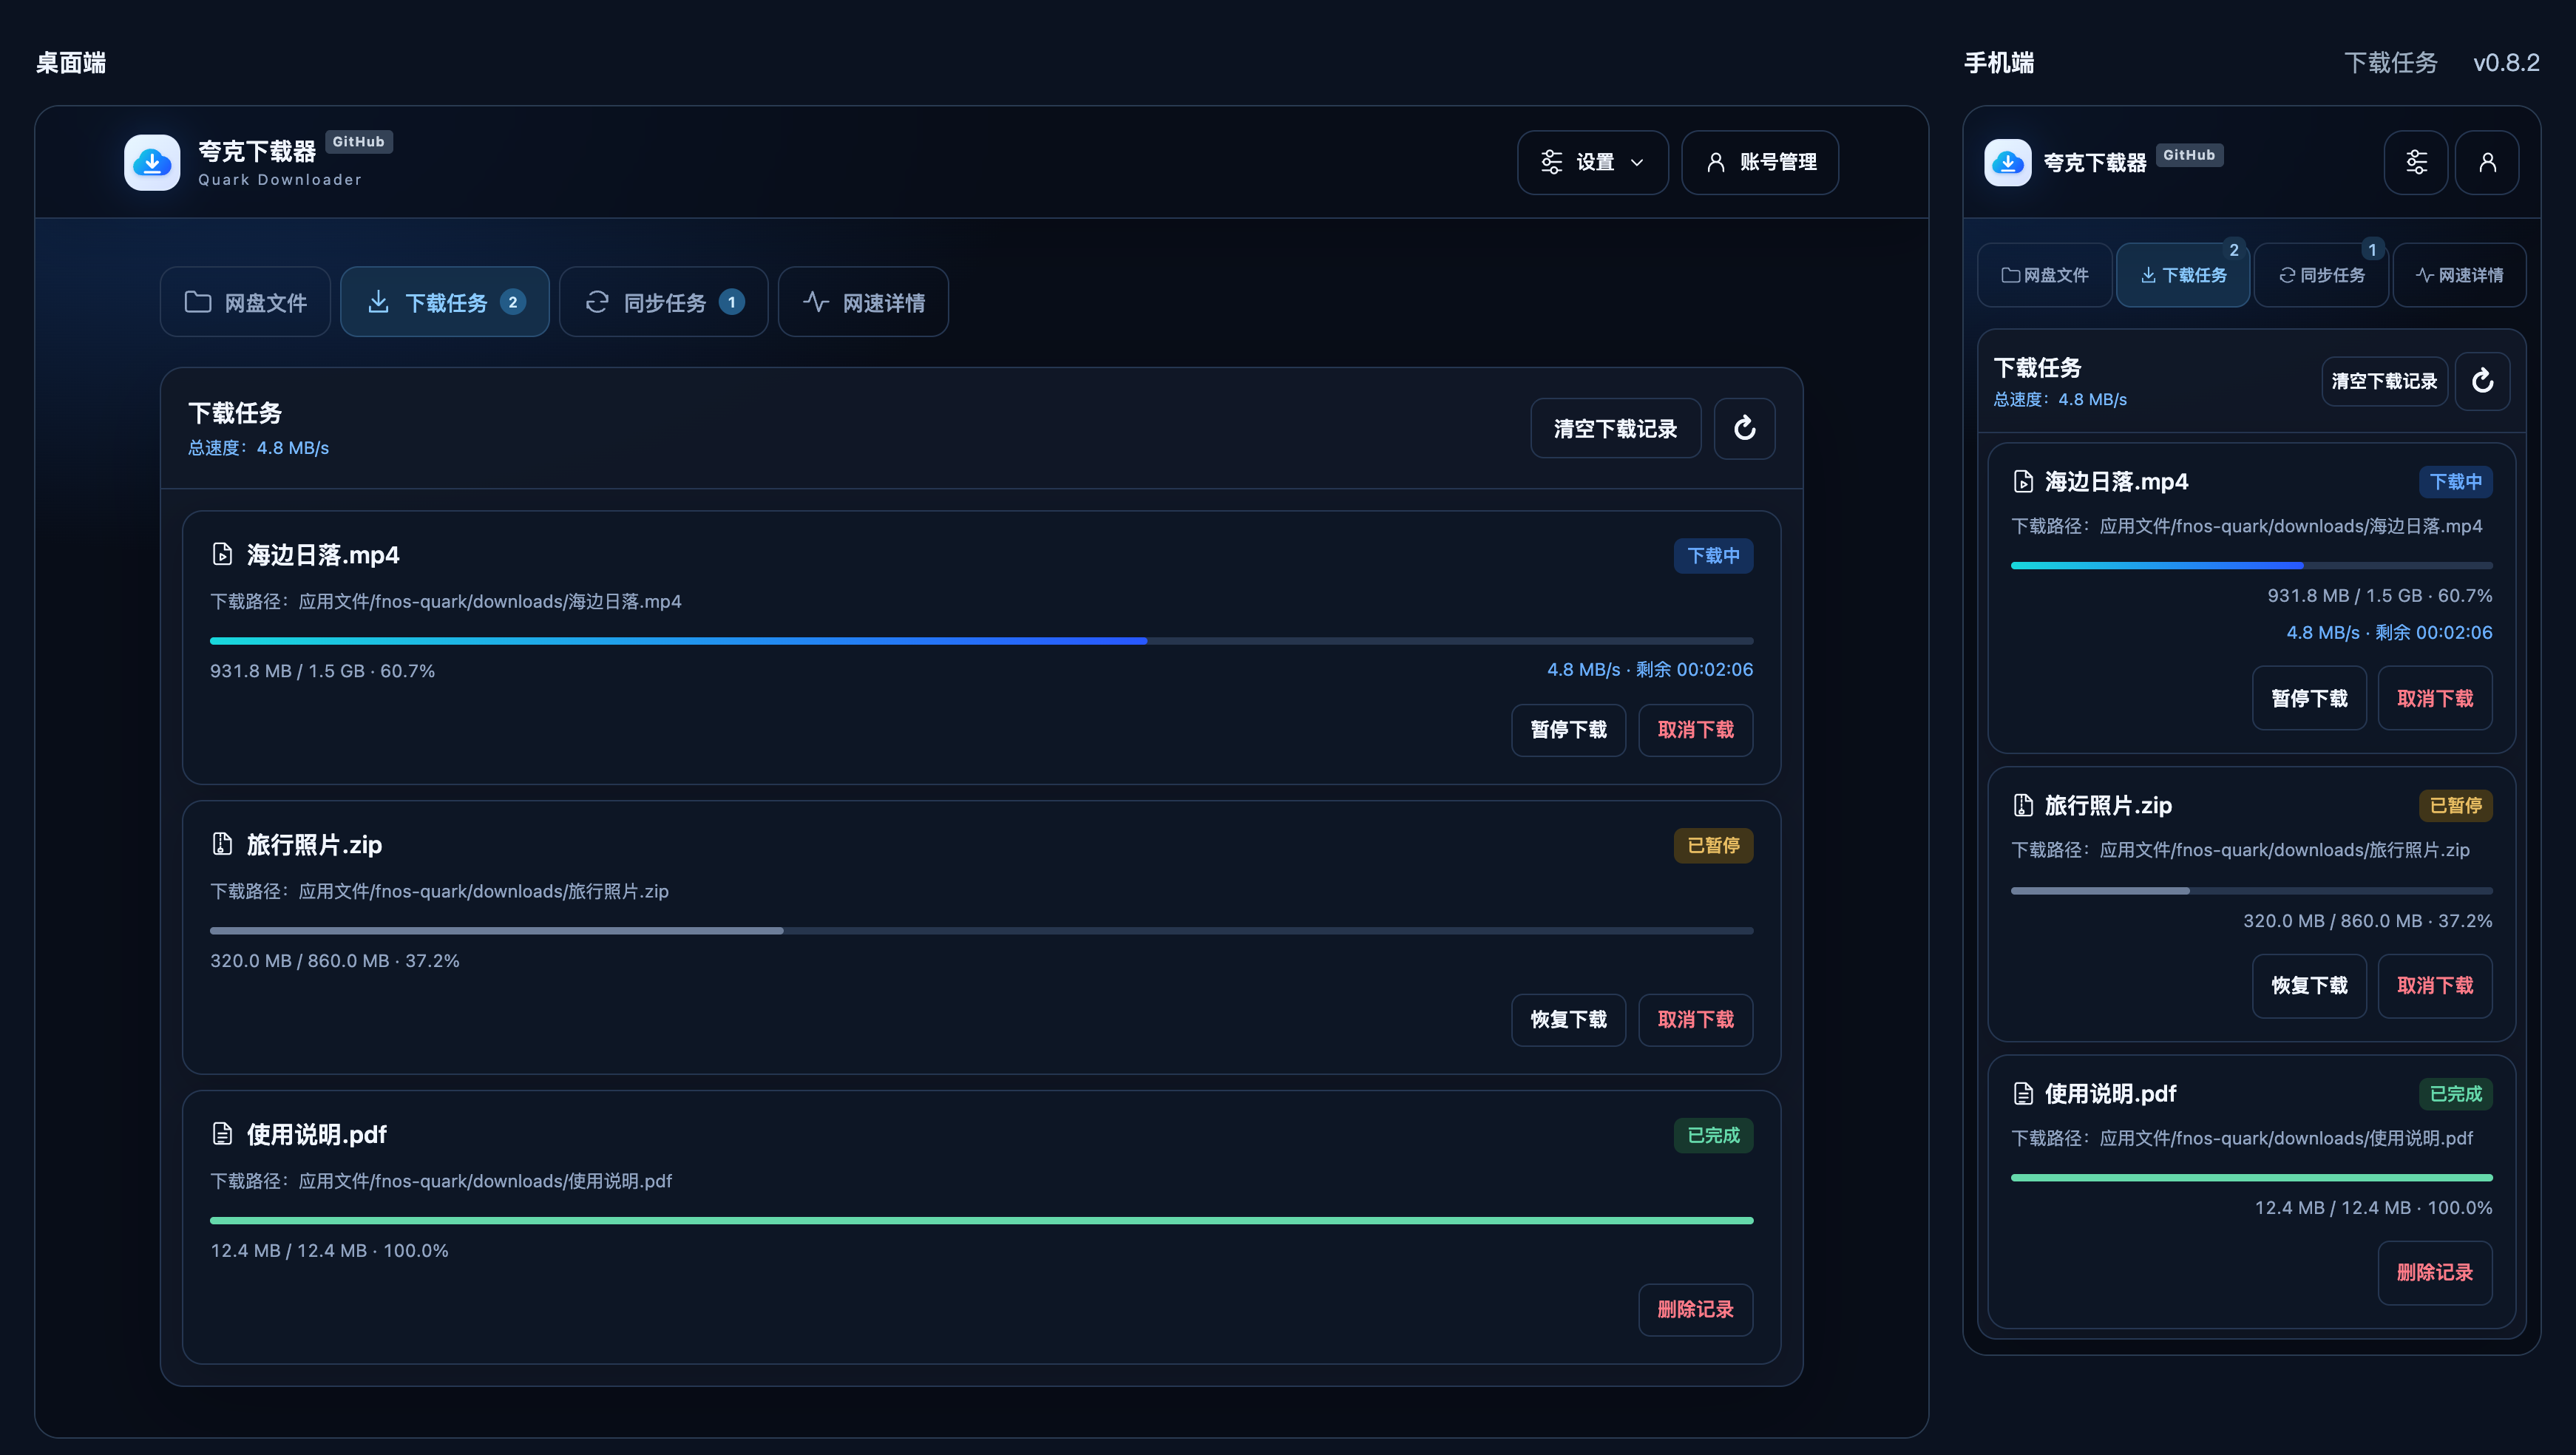 桌面端
夸克下载器 GitHub
Quark Downloader
设置
账号管理
网盘文件
下载任务 2
同步任务 1
网速详情
下载任务
总速度：4.8 MB/s
清空下载记录
海边日落.mp4
下载中
下载路径：应用文件/fnos-quark/downloads/海边日落.mp4
931.8 MB / 1.5 GB · 60.7%
4.8 MB/s · 剩余 00:02:06
暂停下载
取消下载
旅行照片.zip
已暂停
下载路径：应用文件/fnos-quark/downloads/旅行照片.zip
320.0 MB / 860.0 MB · 37.2%
恢复下载
取消下载
使用说明.pdf
已完成
下载路径：应用文件/fnos-quark/downloads/使用说明.pdf
12.4 MB / 12.4 MB · 100.0%
删除记录
手机端
下载任务
v0.8.2
夸克下载器 GitHub
网盘文件
下载任务 2
同步任务 1
网速详情
下载任务
总速度：4.8 MB/s
清空下载记录
海边日落.mp4
下载中
下载路径：应用文件/fnos-quark/downloads/海边日落.mp4
931.8 MB / 1.5 GB · 60.7%
4.8 MB/s · 剩余 00:02:06
暂停下载
取消下载
旅行照片.zip
已暂停
下载路径：应用文件/fnos-quark/downloads/旅行照片.zip
320.0 MB / 860.0 MB · 37.2%
恢复下载
取消下载
使用说明.pdf
已完成
下载路径：应用文件/fnos-quark/downloads/使用说明.pdf
12.4 MB / 12.4 MB · 100.0%
删除记录